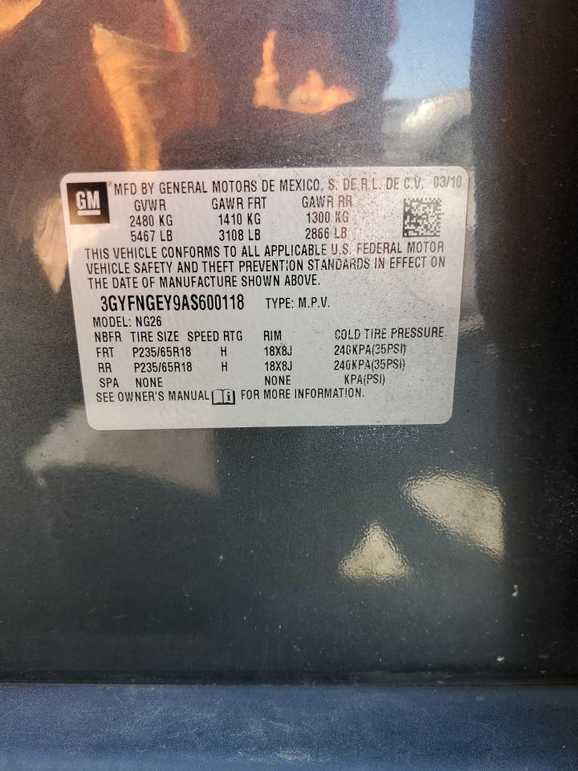 GM MFD BY GENERAL MOTORS DE MEXICO, S. DE R.L. DE C.V. 03/10
GVWR GAWR FRT GAWR RR
2480 KG 1410 KG 1300 KG
5467 LB 3108 LB 2866 LB
THIS VEHICLE CONFORMS TO ALL APPLICABLE U.S. FEDERAL MOTOR
VEHICLE SAFETY AND THEFT PREVENTION STANDARDS IN EFFECT ON
THE DATE OF MANUFACTURE SHOWN ABOVE.
3GYFNGEY9AS600118 TYPE: M.P.V.
MODEL: NG26
NBFR TIRE SIZE SPEED RTG RIM COLD TIRE PRESSURE
FRT P235/65R18 H 18X8J 240KPA(35PSI)
RR P235/65R18 H 18X8J 240KPA(35PSI)
SPA NONE NONE KPA(PSI)
SEE OWNER'S MANUAL FOR MORE INFORMATION.